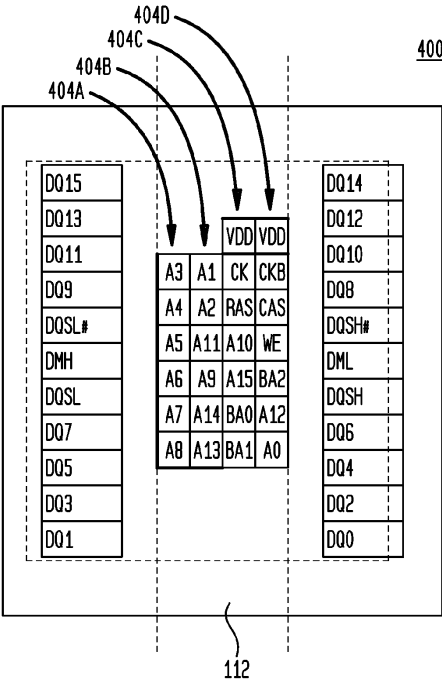 404D
404C
404B
404A
400
DQ15 DQ14
DQ13 VDD VDD DQ12
DQ11 A3 A1 CK CKB DQ10
DQ9 A4 A2 RAS CAS DQ8
DQSL# A5 A11 A10 WE DQSH#
DMH A6 A9 A15 BA2 DML
DQSL A7 A14 BA0 A12 DQSH
DQ7 A8 A13 BA1 A0 DQ6
DQ5 DQ4
DQ3 DQ2
DQ1 DQ0
112